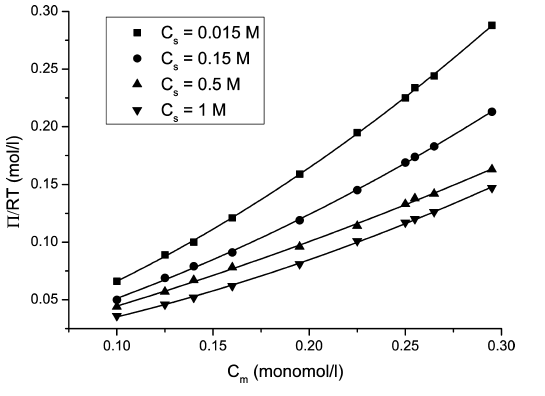 0.30
0.25
0.20
0.15
0.10
0.05
Π/RT (mol/l)
C_s = 0.015 M
C_s = 0.15 M
C_s = 0.5 M
C_s = 1 M
0.10 0.15 0.20 0.25 0.30
C_m (monomol/l)